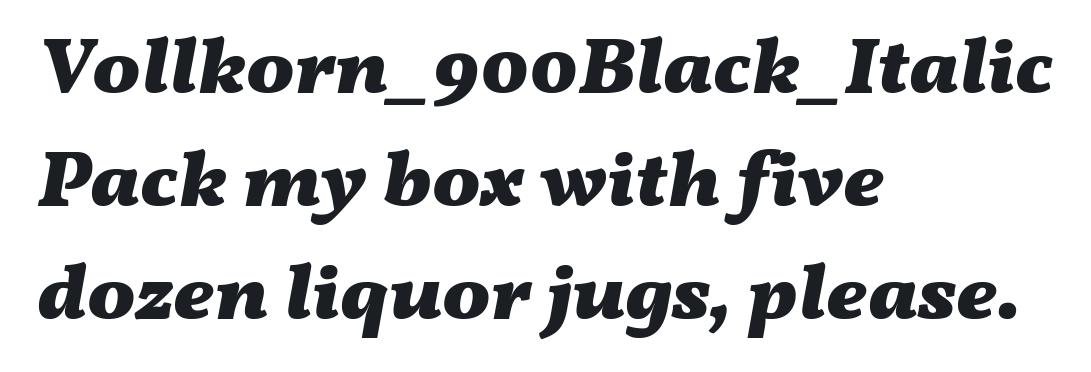 Vollkorn_900Black_Italic
Pack my box with five
dozen liquor jugs, please.